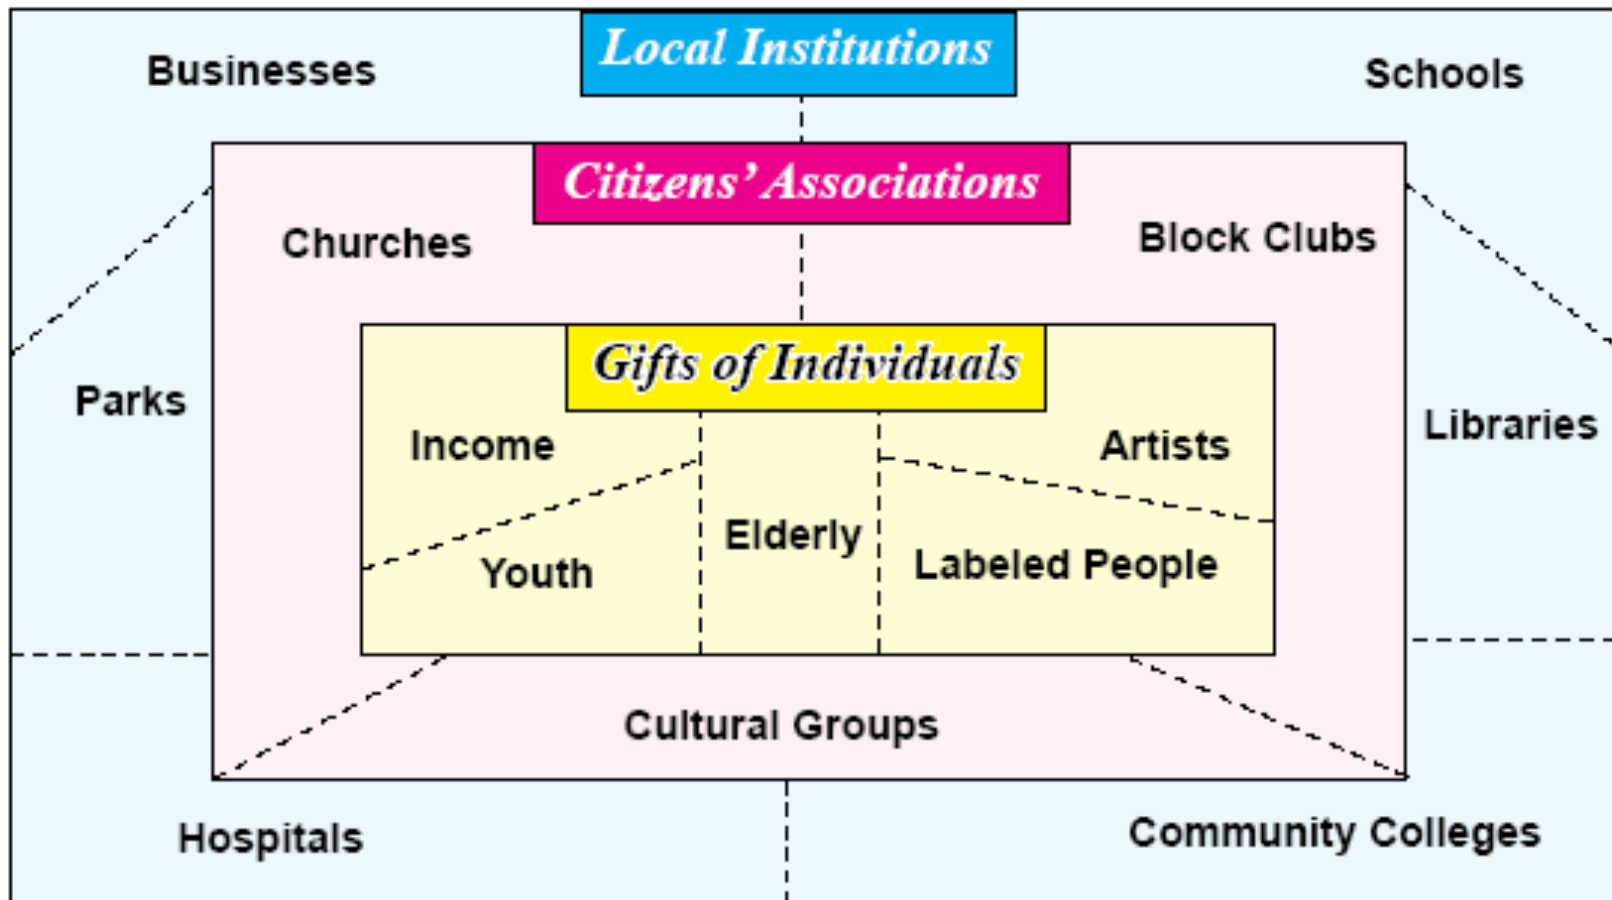 Local Institutions
Businesses
Schools
Citizens’ Associations
Churches
Block Clubs
Gifts of Individuals
Parks
Libraries
Income
Artists
Elderly
Youth
Labeled People
Cultural Groups
Hospitals
Community Colleges